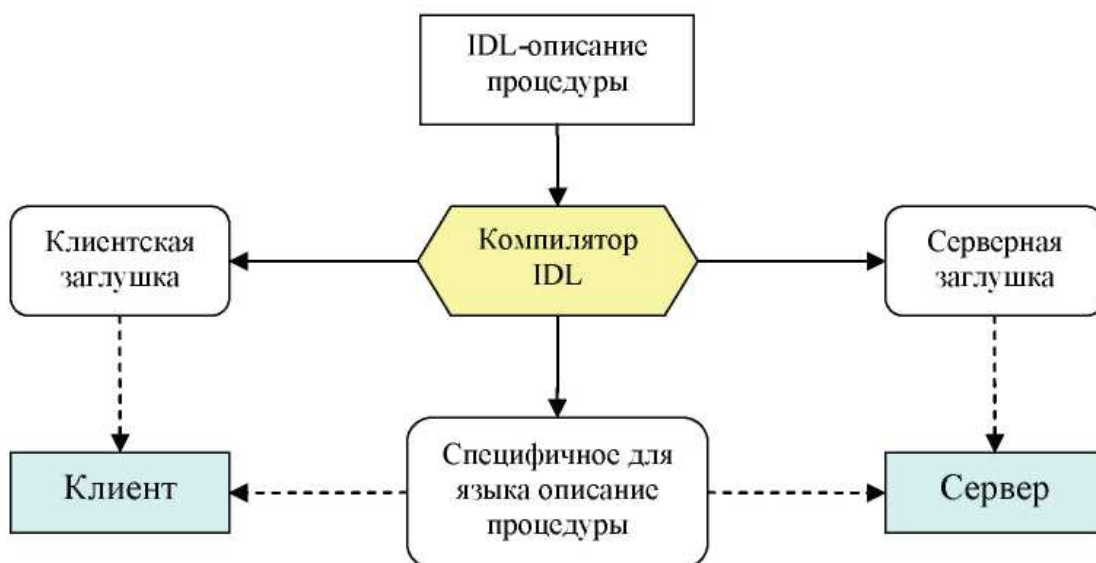 IDL-описание
процедуры
Клиентская
заглушка
Компилятор
IDL
Серверная
заглушка
Клиент
Специфичное для
языка описание
процедуры
Сервер